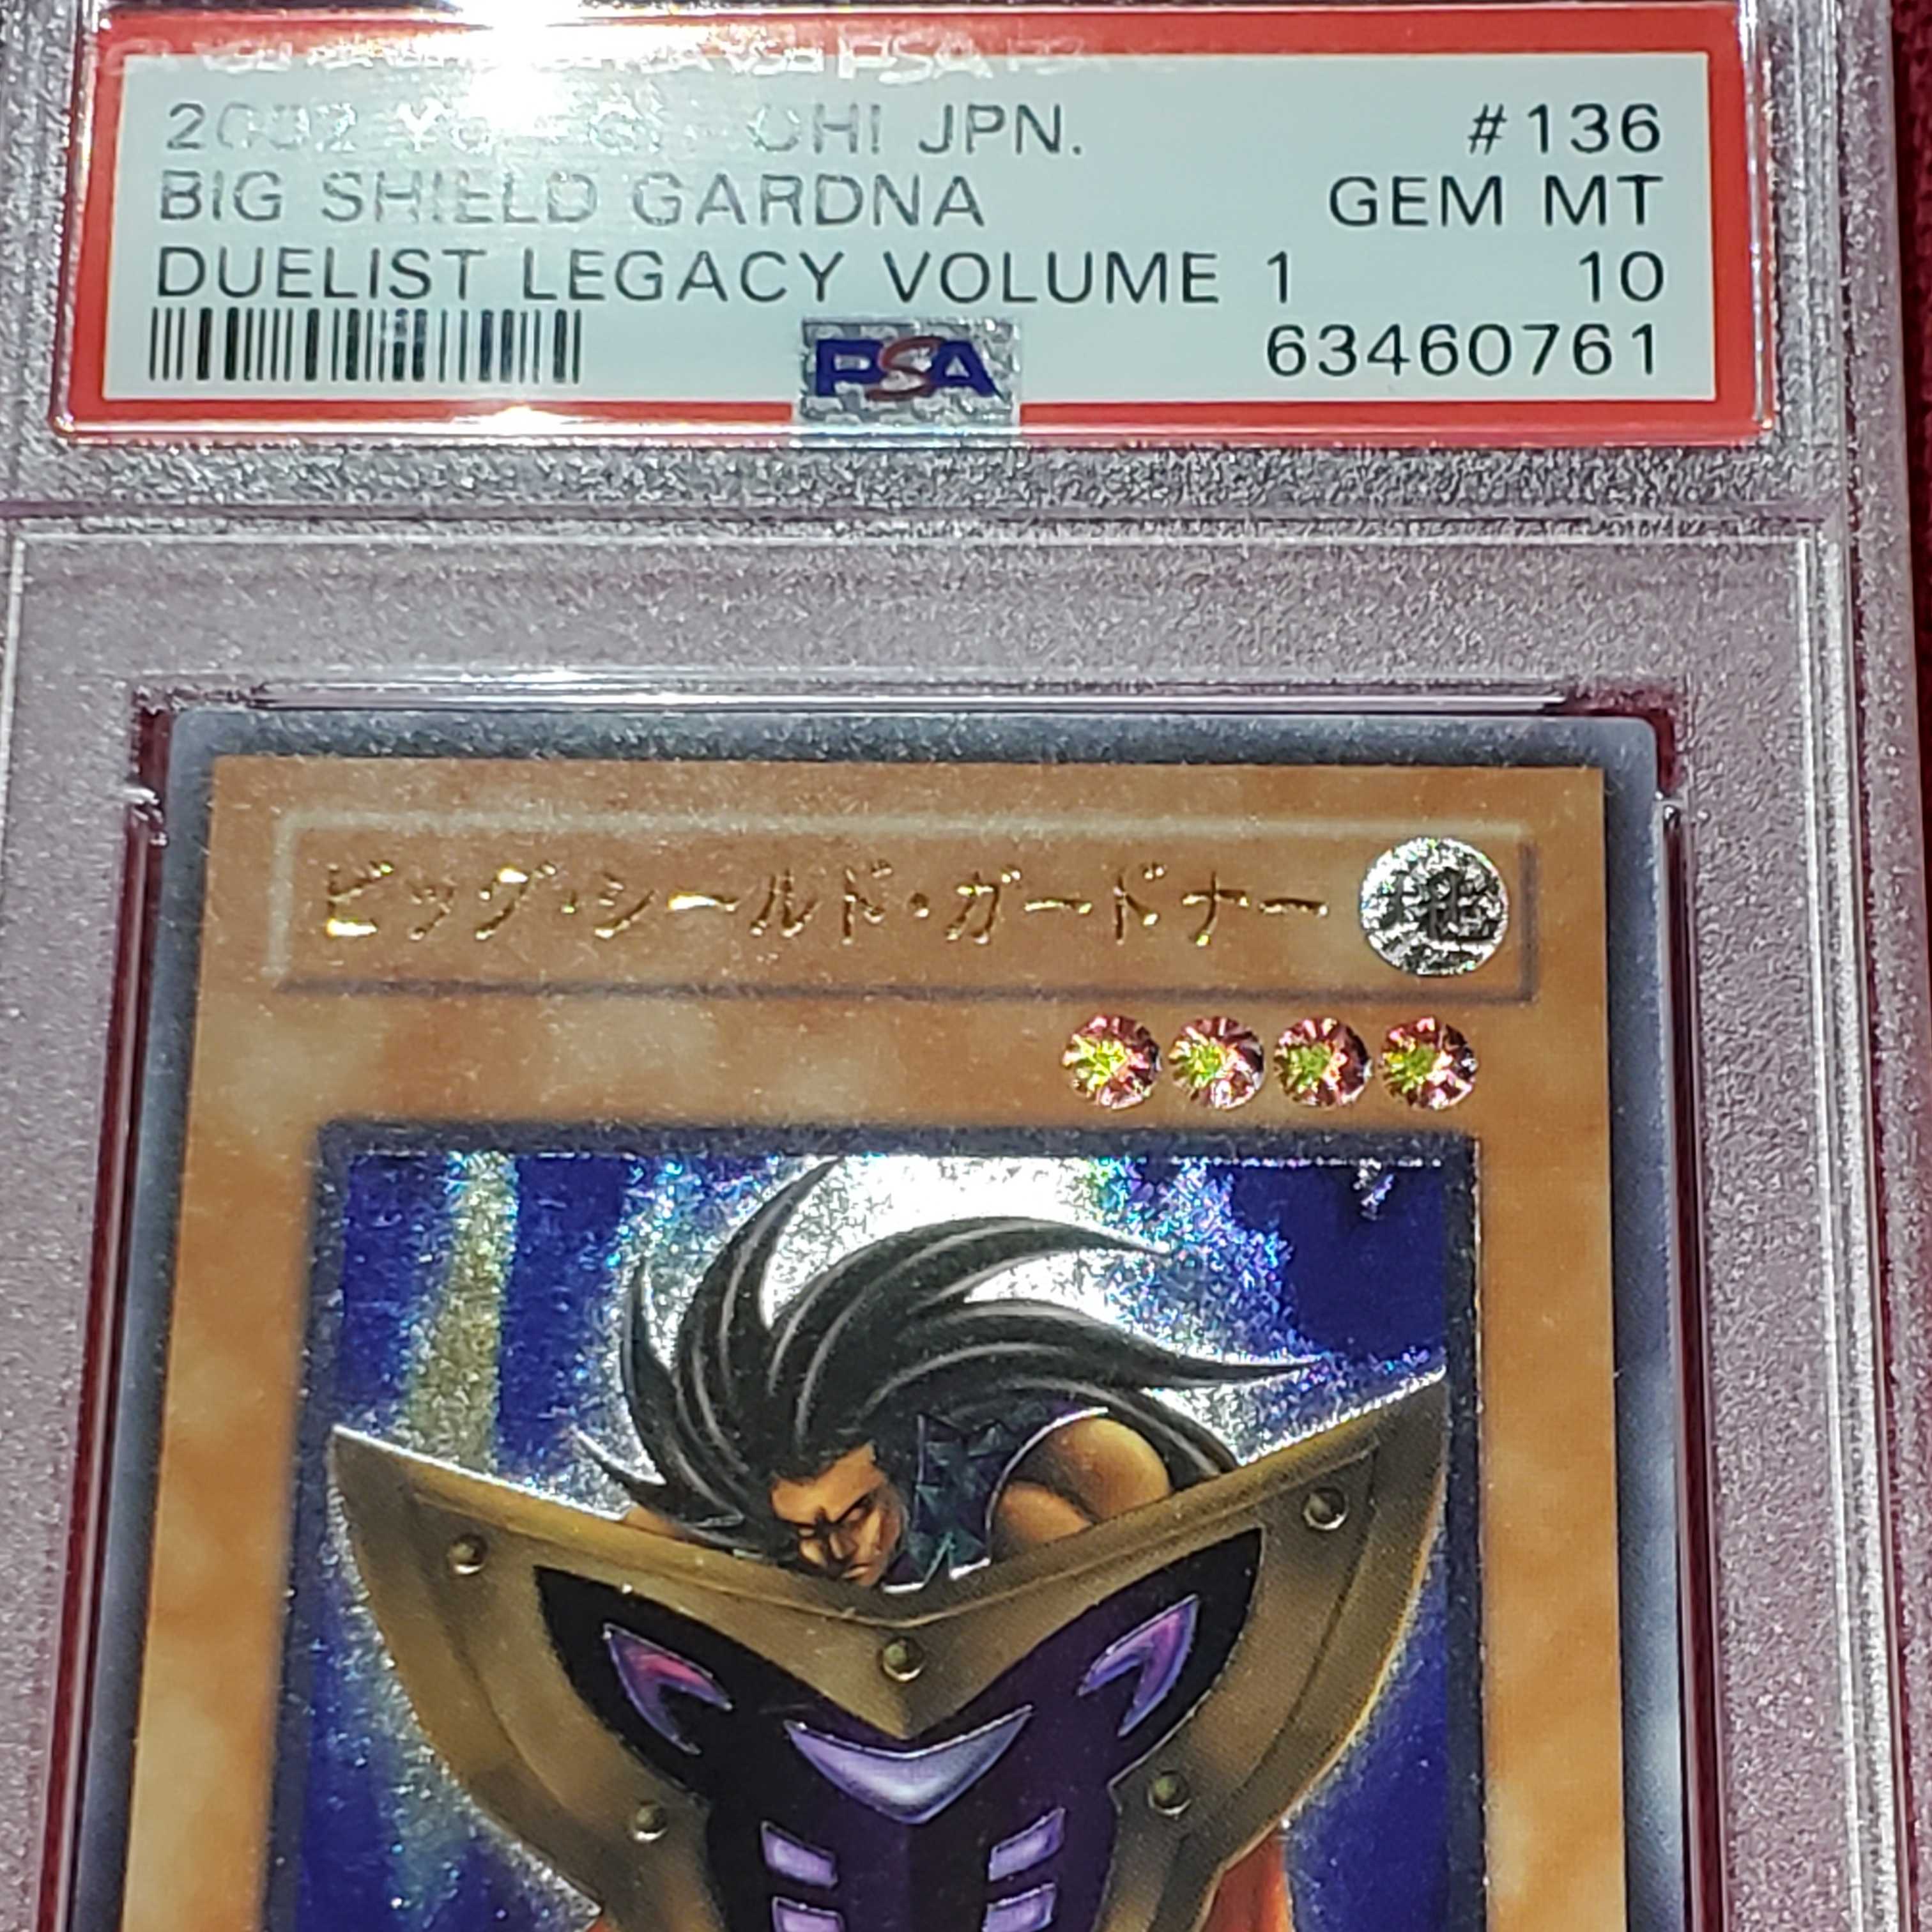 2002 YU-GI-OH! JPN. #136
BIG SHIELD GARDNA GEM MT
DUELIST LEGACY VOLUME 1 10
PSA 63460761
ビッグ・シールド・ガードナー 地